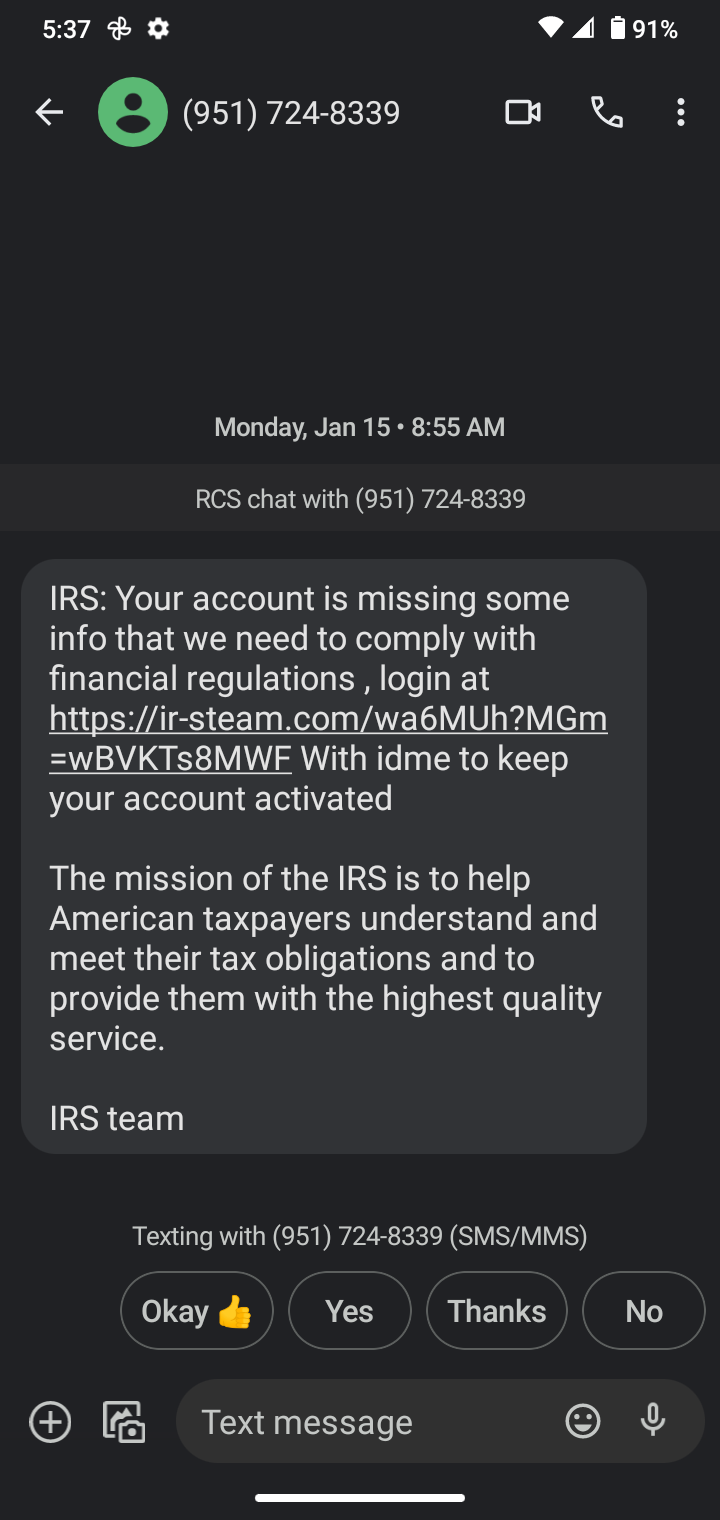 5:37 91%
(951) 724-8339
Monday, Jan 15 • 8:55 AM
RCS chat with (951) 724-8339
IRS: Your account is missing some
info that we need to comply with
financial regulations , login at
https://ir-steam.com/wa6MUh?MGm
=wBVKTs8MWF With idme to keep
your account activated
The mission of the IRS is to help
American taxpayers understand and
meet their tax obligations and to
provide them with the highest quality
service.
IRS team
Texting with (951) 724-8339 (SMS/MMS)
Okay 👍 Yes Thanks No
Text message